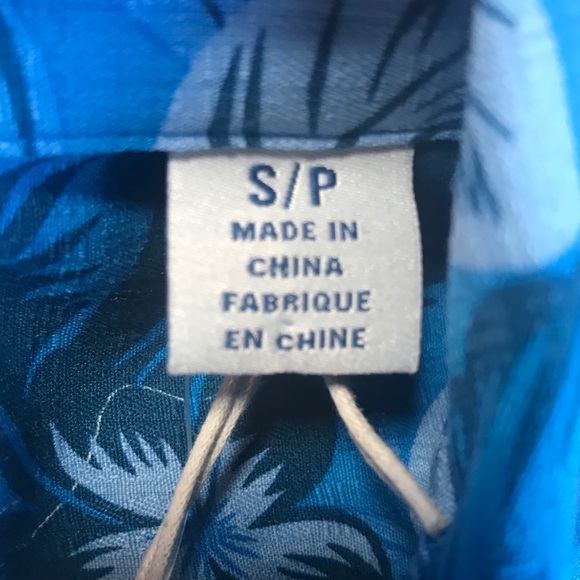 S/P
MADE IN
CHINA
FABRIQUE
EN CHINE